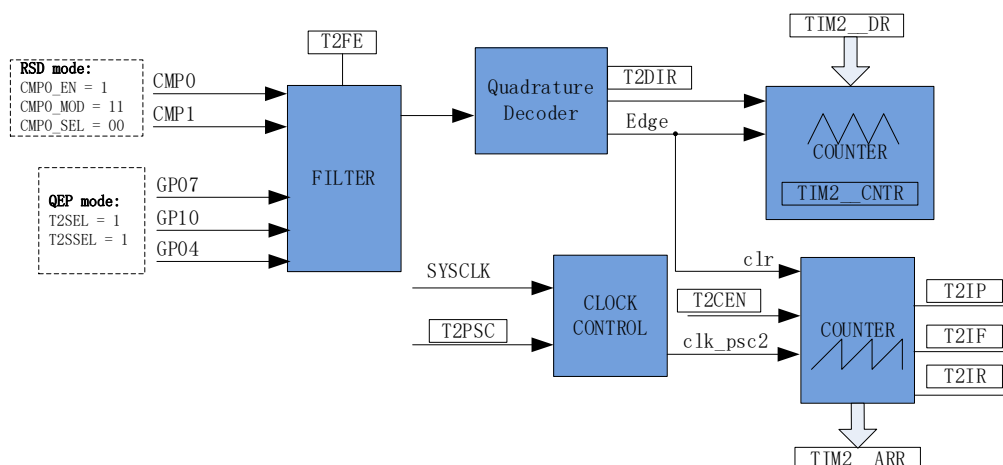 T2FE
TIM2__DR
RSD mode:
CMP0_EN = 1
CMP0_MOD = 11
CMP0_SEL = 00
CMP0
CMP1
QEP mode:
T2SEL = 1
T2SSEL = 1
GP07
GP10
GP04
FILTER
Quadrature
Decoder
T2DIR
Edge
COUNTER
TIM2__CNTR
SYSCLK
T2PSC
CLOCK
CONTROL
clr
T2CEN
clk_psc2
COUNTER
T2IP
T2IF
T2IR
TIM2__ARR